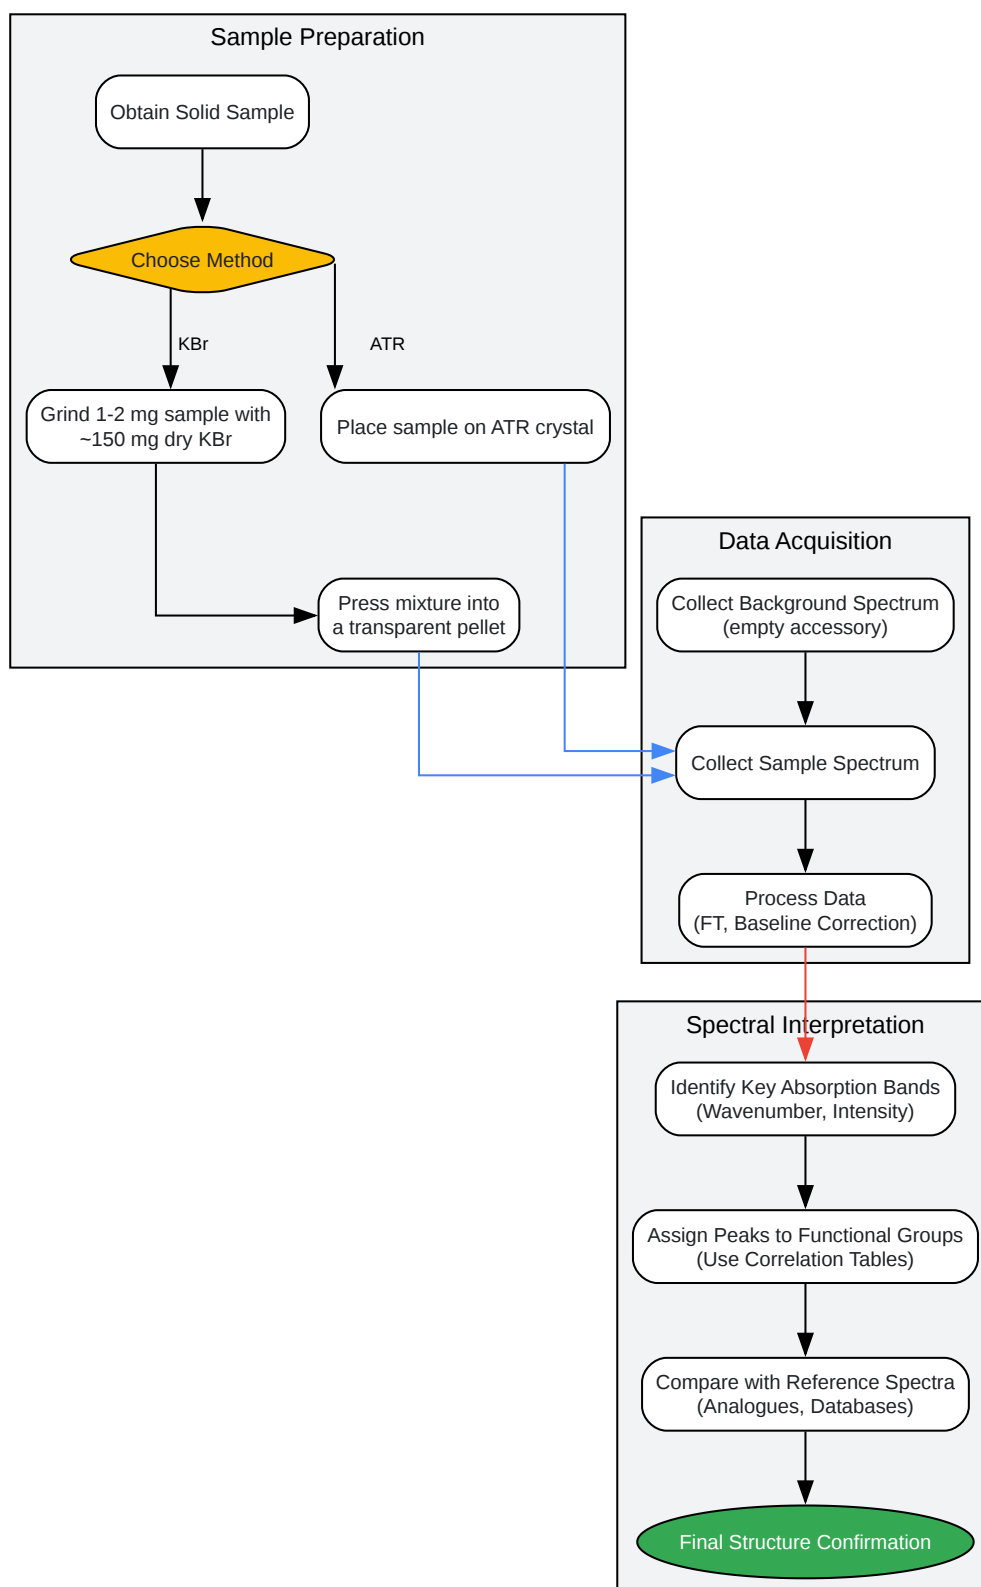 Sample Preparation
Obtain Solid Sample
Choose Method
KBr
ATR
Grind 1-2 mg sample with
~150 mg dry KBr
Place sample on ATR crystal
Press mixture into
a transparent pellet
Data Acquisition
Collect Background Spectrum
(empty accessory)
Collect Sample Spectrum
Process Data
(FT, Baseline Correction)
Spectral Interpretation
Identify Key Absorption Bands
(Wavenumber, Intensity)
Assign Peaks to Functional Groups
(Use Correlation Tables)
Compare with Reference Spectra
(Analogues, Databases)
Final Structure Confirmation